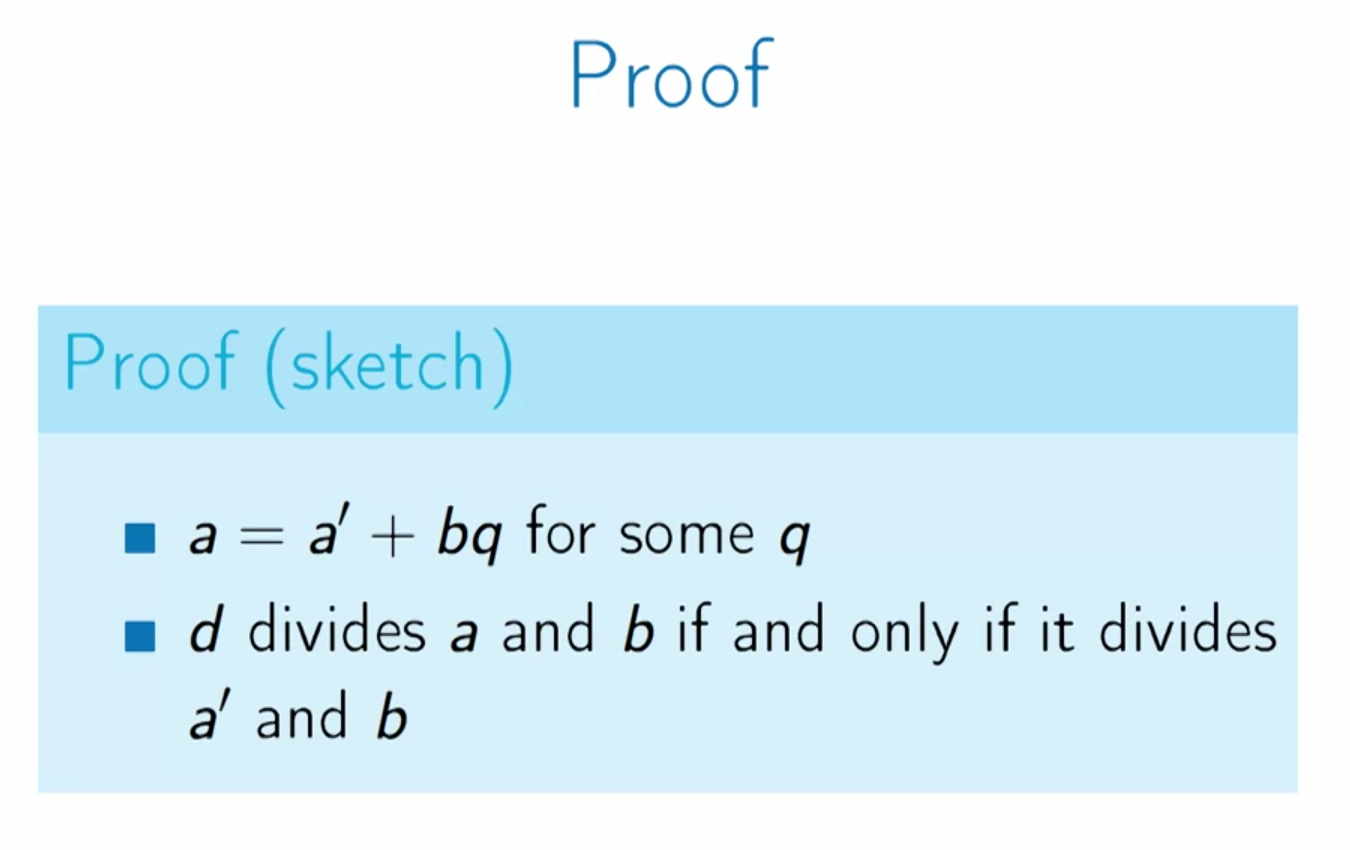 Proof
Proof (sketch)
a = a′ + bq for some q
d divides a and b if and only if it divides
a′ and b